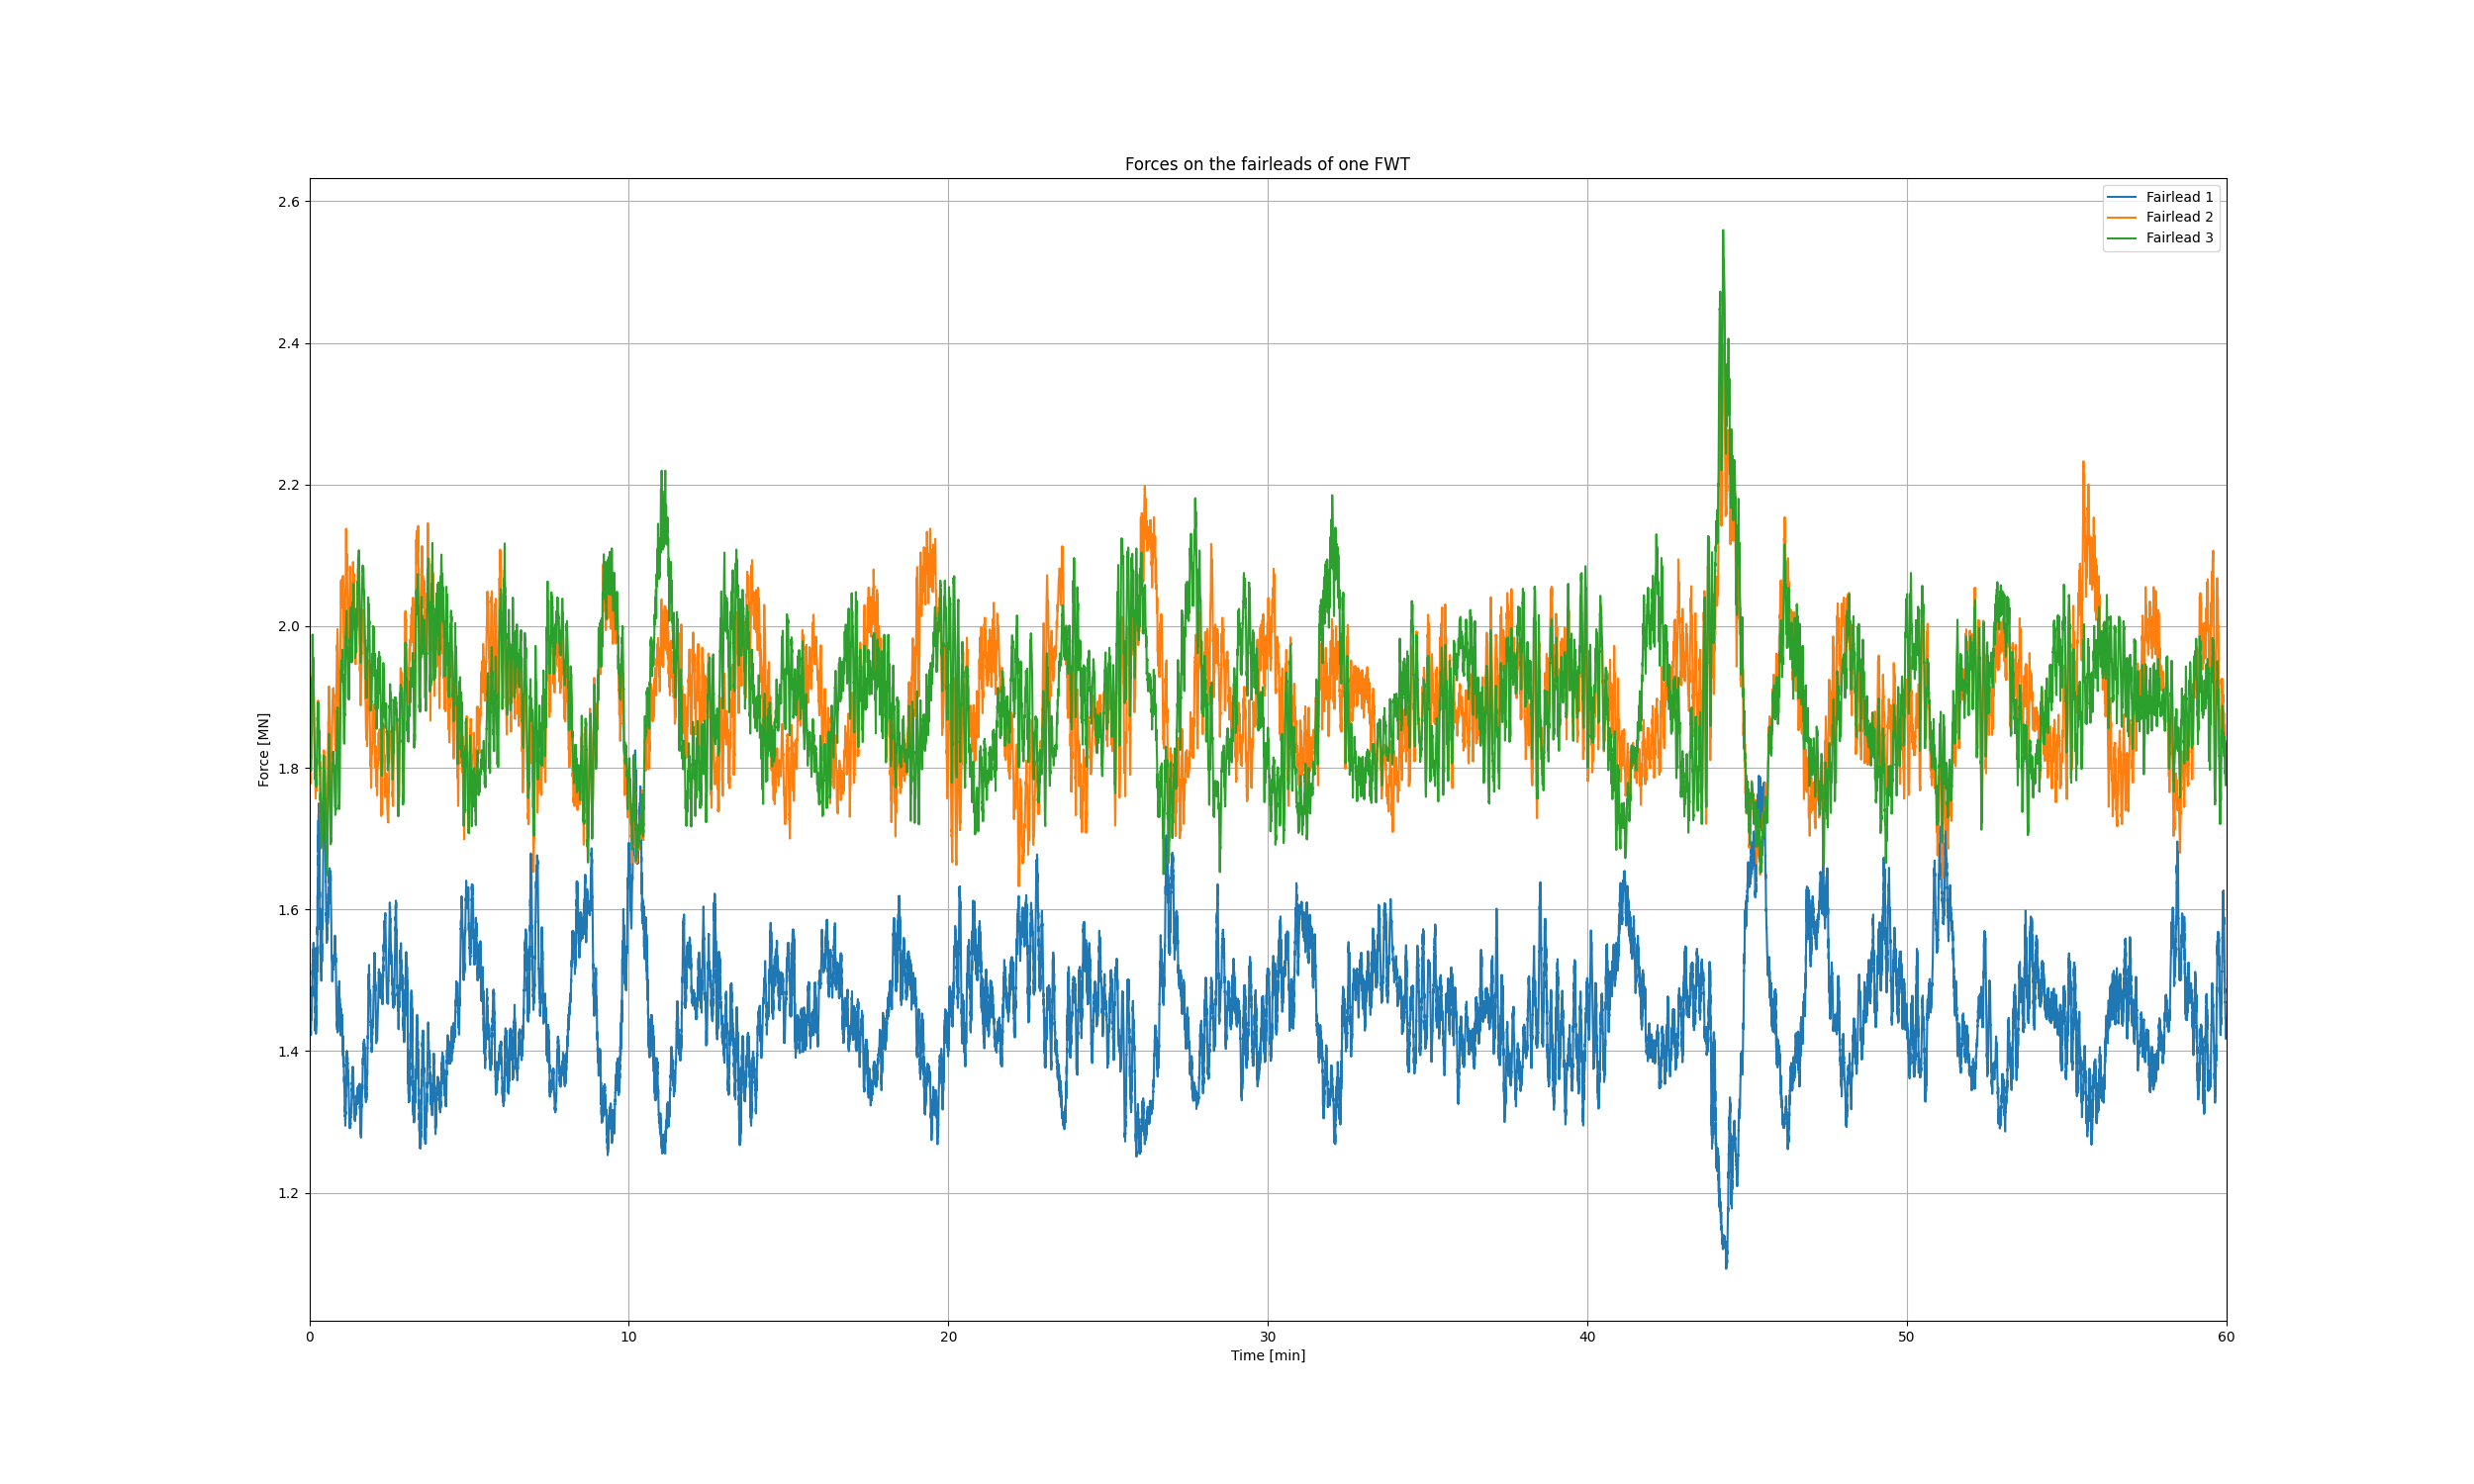 Forces on the fairleads of one FWT
Fairlead 1
Fairlead 2
Fairlead 3
Force [MN]
2.6
2.4
2.2
2.0
1.8
1.6
1.4
1.2
0 10 20 30 40 50 60
Time [min]